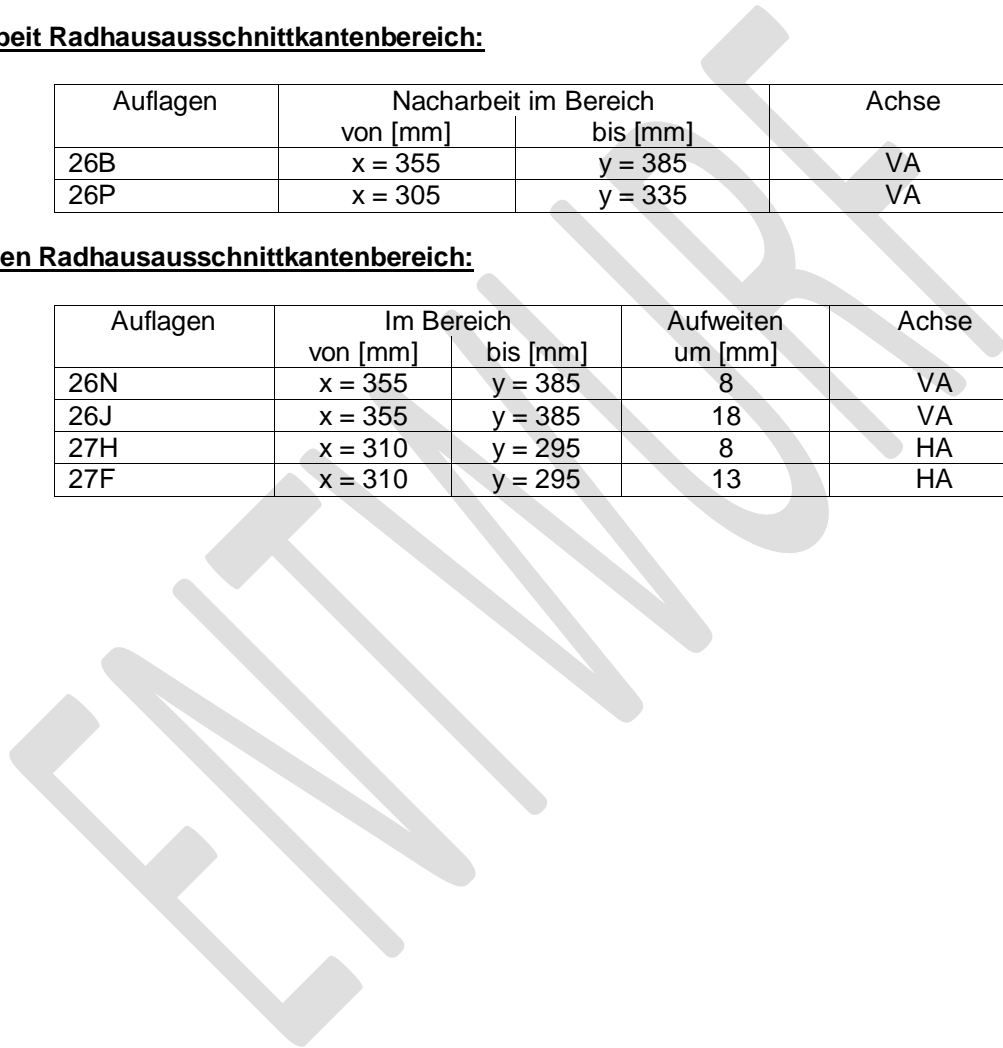 beit Radhausausschnittkantenbereich:
Auflagen Nacharbeit im Bereich Achse
von [mm] bis [mm]
26B x = 355 y = 385 VA
26P x = 305 y = 335 VA
en Radhausausschnittkantenbereich:
Auflagen Im Bereich Aufweiten Achse
von [mm] bis [mm] um [mm]
26N x = 355 y = 385 8 VA
26J x = 355 y = 385 18 VA
27H x = 310 y = 295 8 HA
27F x = 310 y = 295 13 HA
ENTWURF